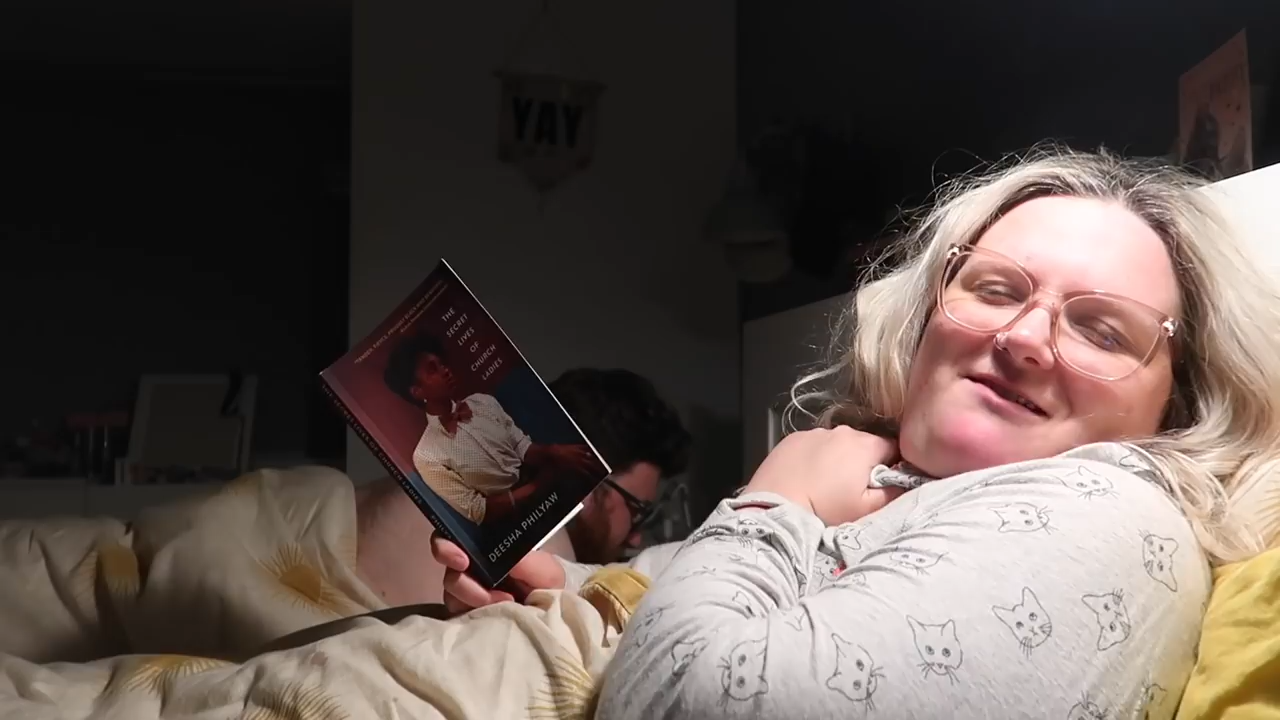 YAY
THE
SECRET
LIVES
OF
CHURCH
LADIES
DEESHA PHILYAW